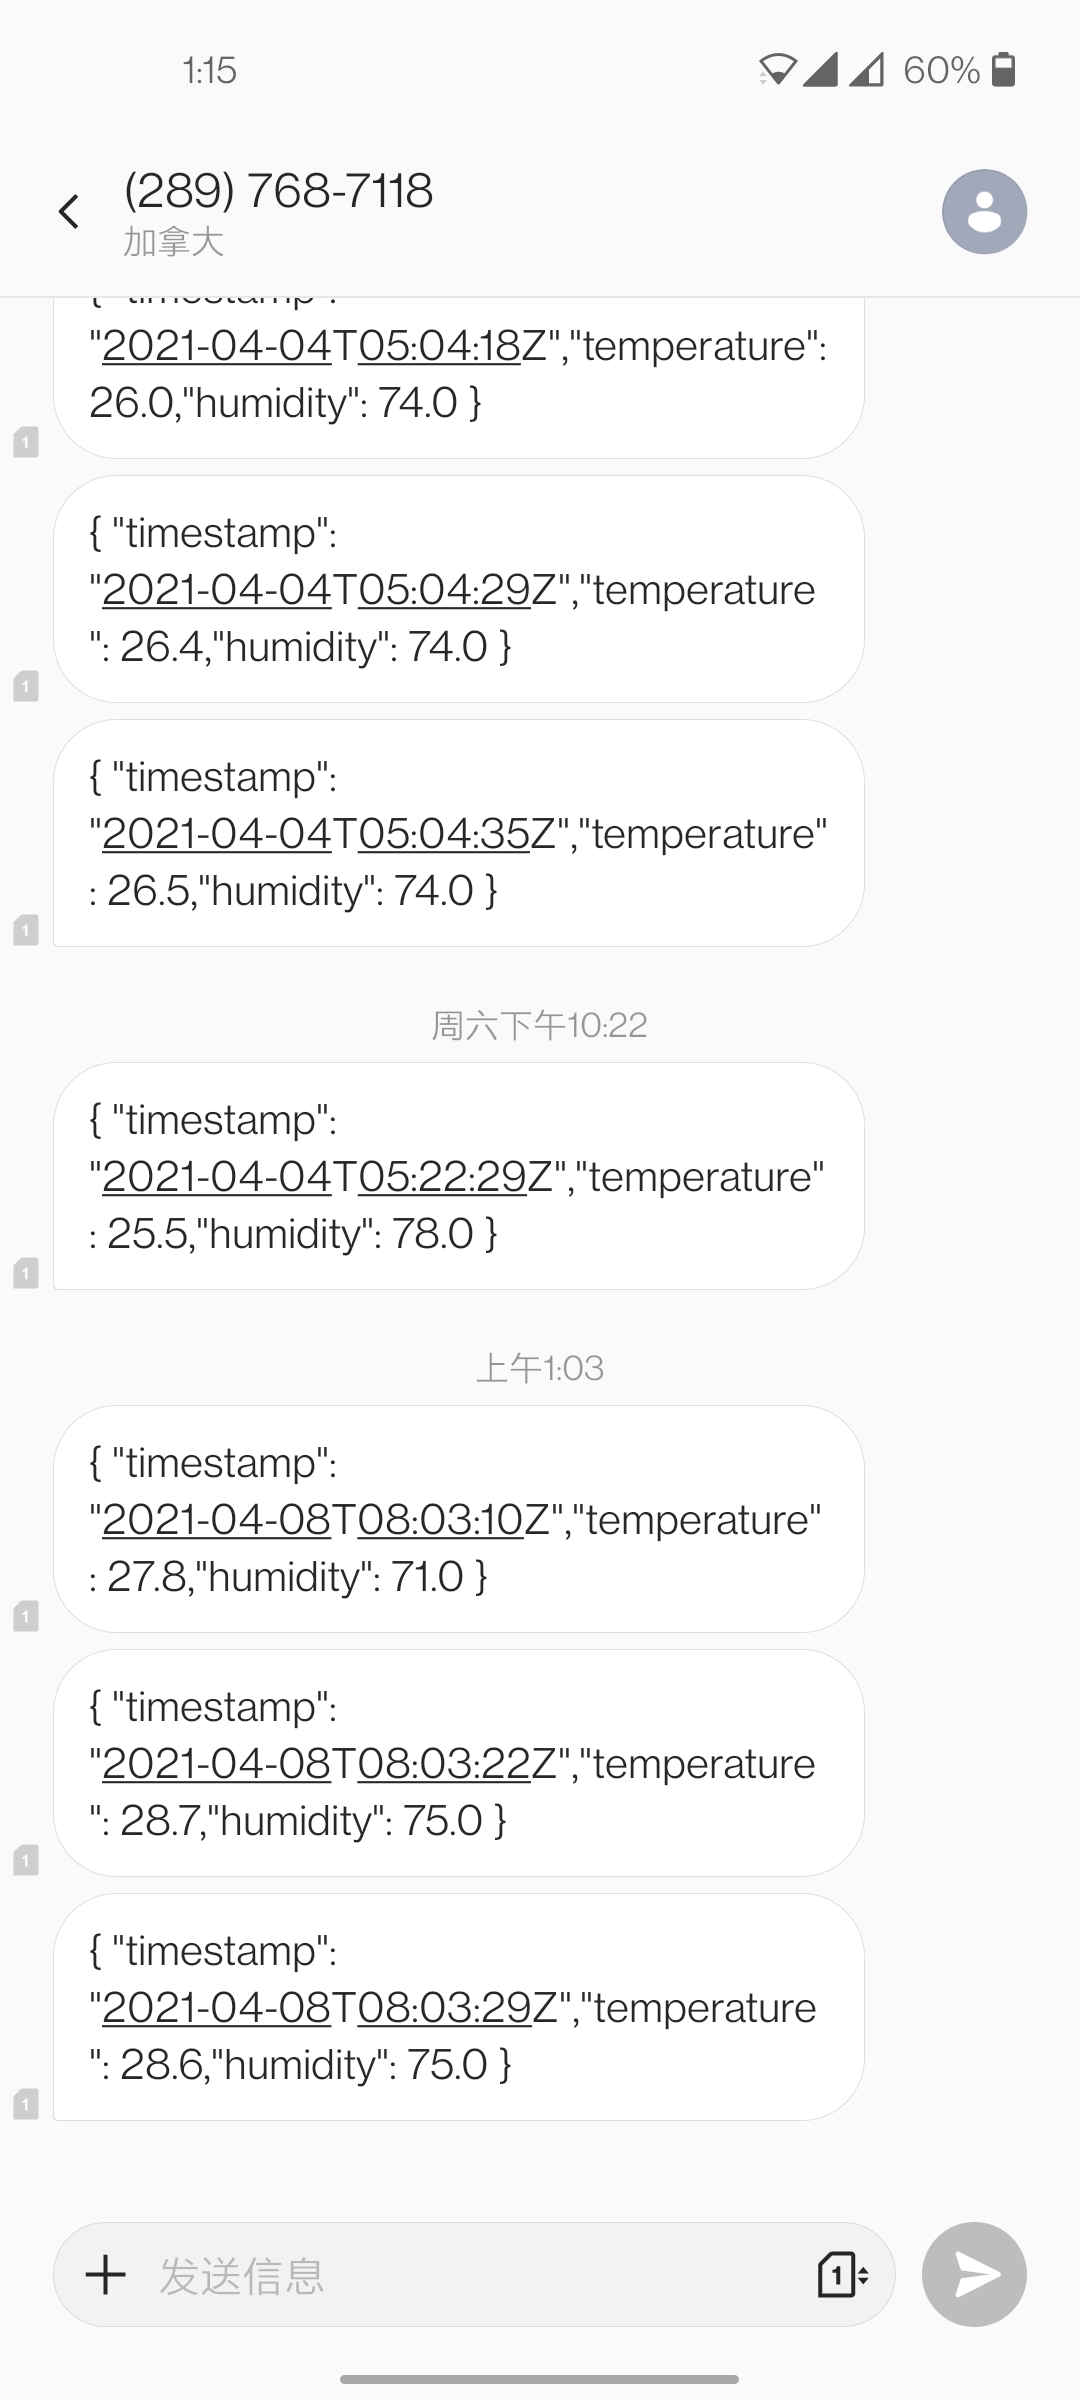 1:15
60%
(289) 768-7118
加拿大
{ "timestamp":
"2021-04-04T05:04:18Z","temperature":
26.0,"humidity": 74.0 }
1
{ "timestamp":
"2021-04-04T05:04:29Z","temperature
": 26.4,"humidity": 74.0 }
1
{ "timestamp":
"2021-04-04T05:04:35Z","temperature"
: 26.5,"humidity": 74.0 }
1
周六下午10:22
{ "timestamp":
"2021-04-04T05:22:29Z","temperature"
: 25.5,"humidity": 78.0 }
1
上午1:03
{ "timestamp":
"2021-04-08T08:03:10Z","temperature"
: 27.8,"humidity": 71.0 }
1
{ "timestamp":
"2021-04-08T08:03:22Z","temperature
": 28.7,"humidity": 75.0 }
1
{ "timestamp":
"2021-04-08T08:03:29Z","temperature
": 28.6,"humidity": 75.0 }
1
发送信息
1